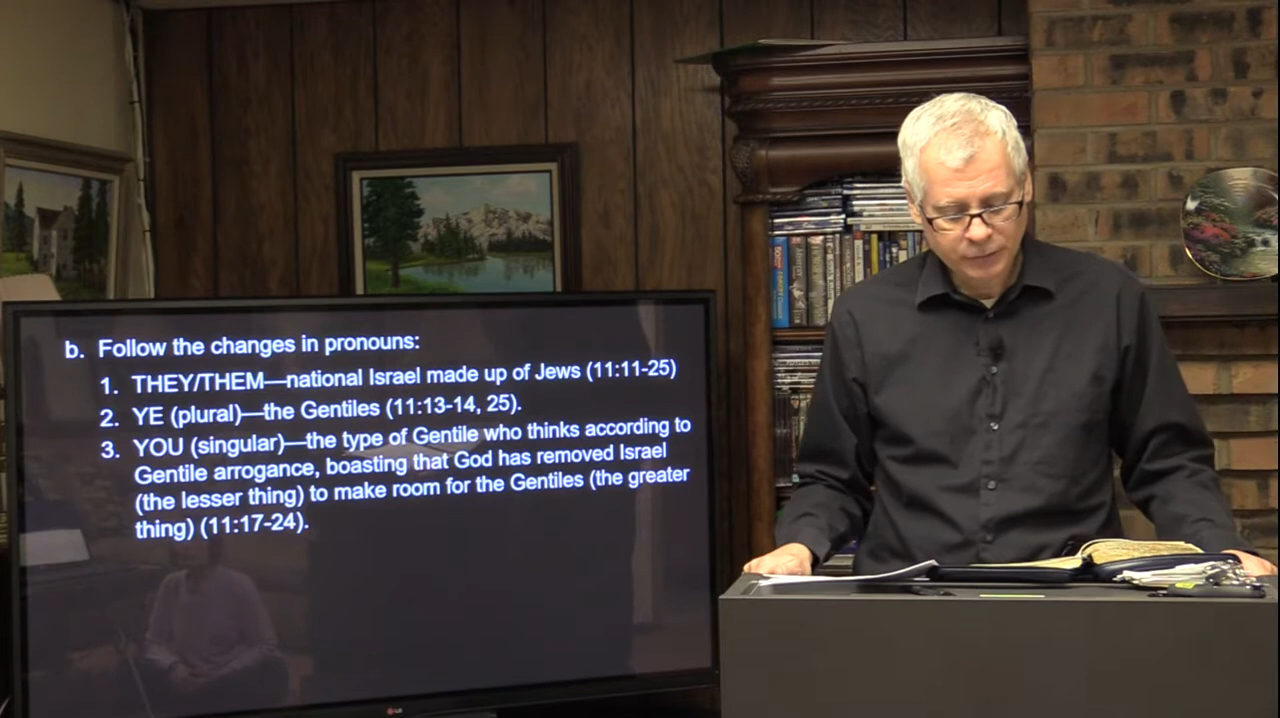 b. Follow the changes in pronouns:
1. THEY/THEM—national Israel made up of Jews (11:11-25)
2. YE (plural)—the Gentiles (11:13-14, 25).
3. YOU (singular)—the type of Gentile who thinks according to
Gentile arrogance, boasting that God has removed Israel
(the lesser thing) to make room for the Gentiles (the greater
thing) (11:17-24).
LG